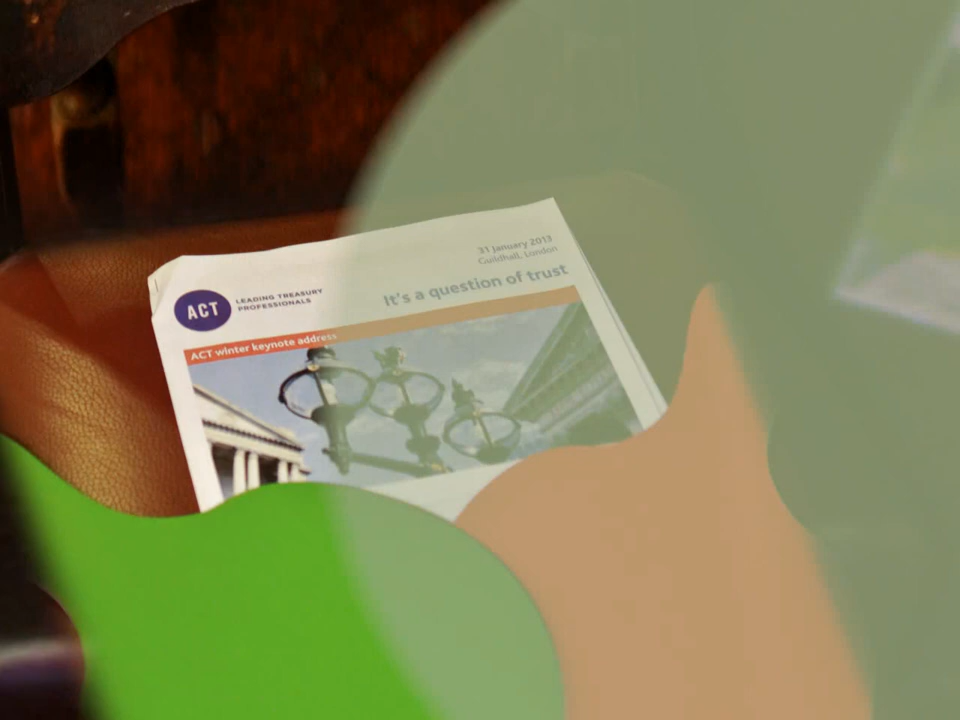 31 January 2013
Guildhall, London
It's a question of trust
ACT
LEADING TREASURY
PROFESSIONALS
ACT winter keynote address